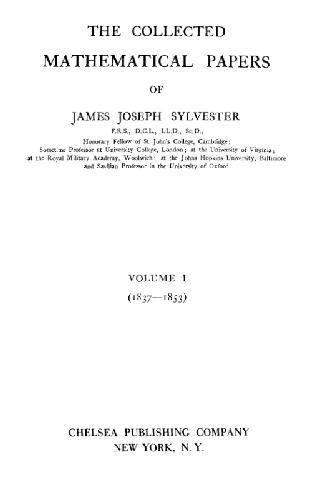 THE COLLECTED
MATHEMATICAL PAPERS
OF
JAMES JOSEPH SYLVESTER
F.R.S., D.C.L., LL.D., Sc.D.,
Honorary Fellow of St John's College, Cambridge;
Sometime Professor at University College, London; at the University of Virginia;
at the Royal Military Academy, Woolwich; at the Johns Hopkins University, Baltimore
and Savilian Professor in the University of Oxford
VOLUME I
(1837—1853)
CHELSEA PUBLISHING COMPANY
NEW YORK, N. Y.